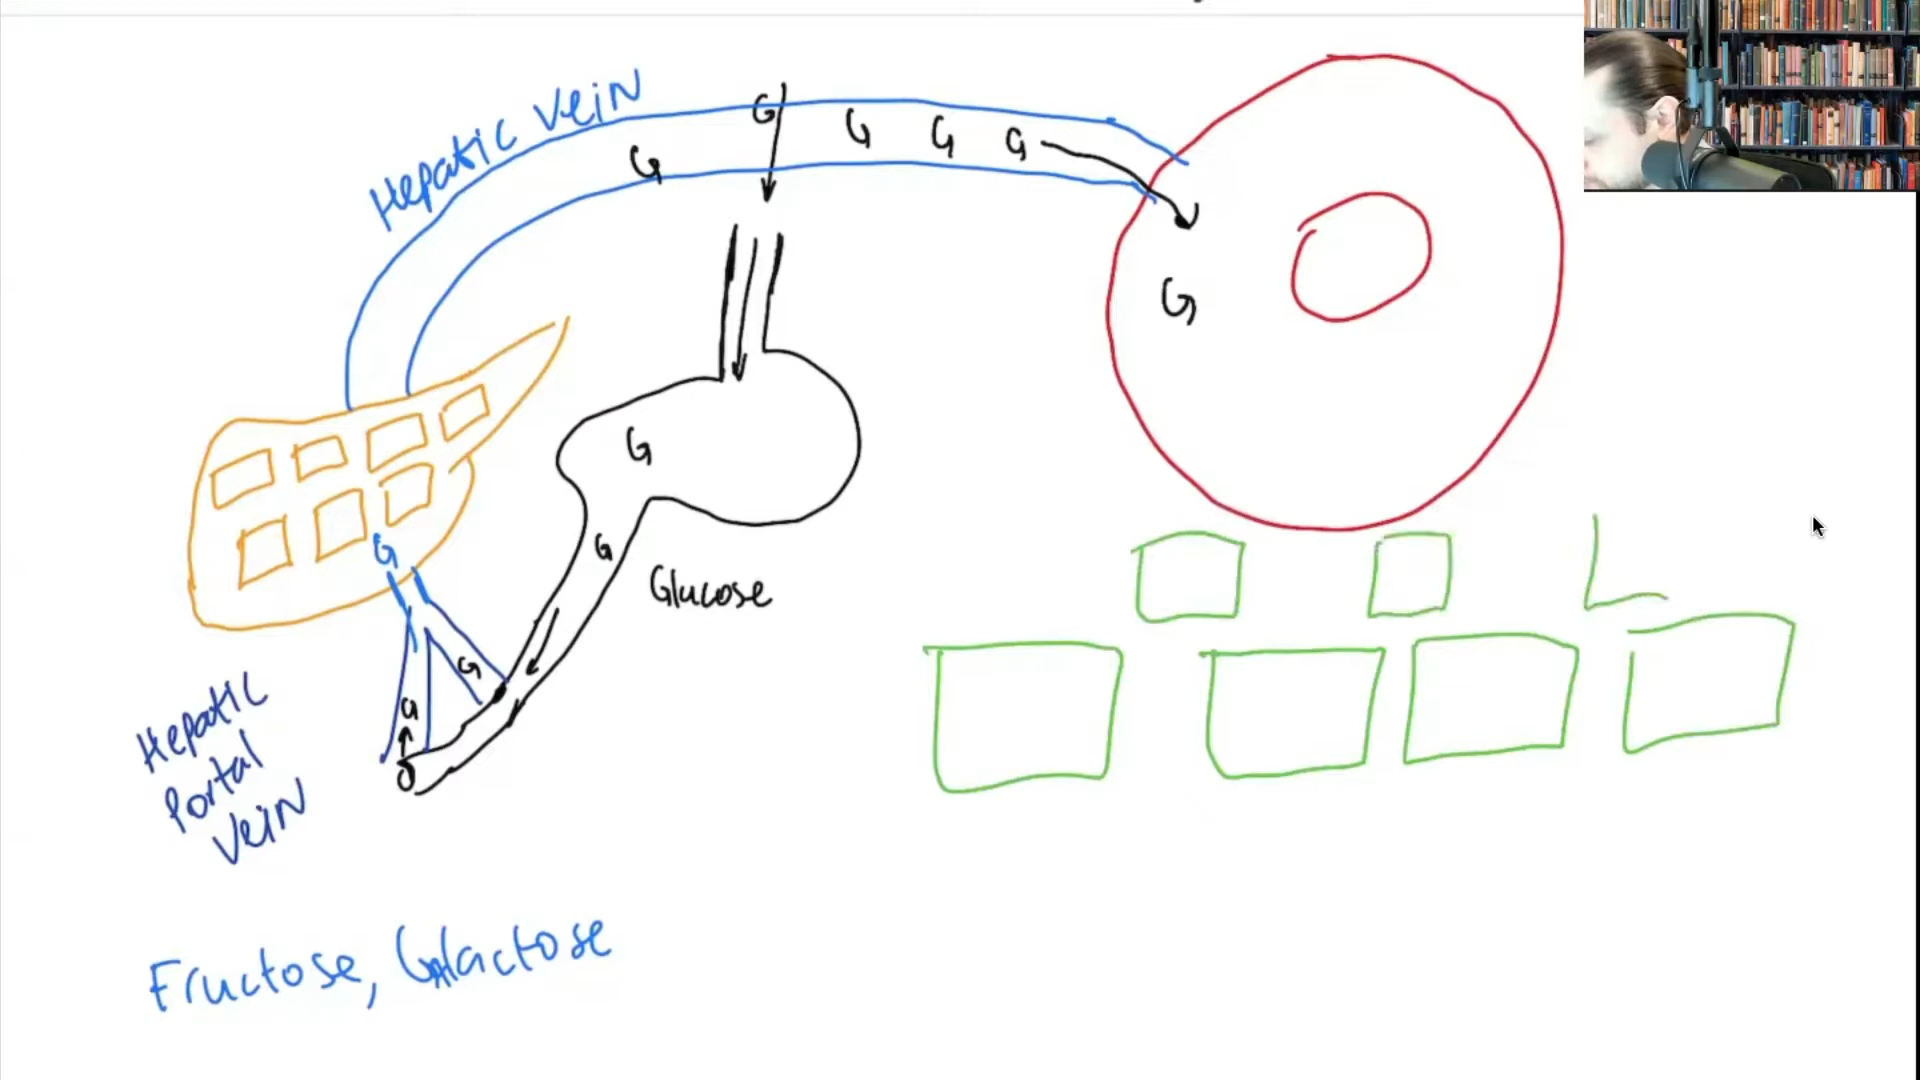 Hepatic Vein
G
G
G
G
G
G
G
G
Glucose
G
G
G
Hepatic
Portal
Vein
Fructose, Galactose